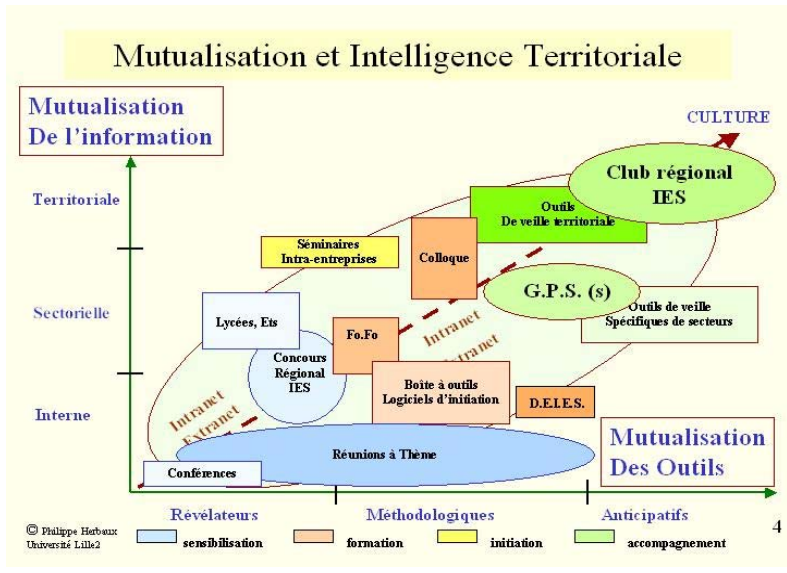 Mutualisation et Intelligence Territoriale
Mutualisation
De l'information
CULTURE
Club régional
IES
Territoriale
Outils
De veille territoriale
Séminaires
Intra-entreprises
Colloque
G.P.S. (s)
Sectorielle
Lycées, Ets
Outils de veille
Spécifiques de secteurs
Fo.Fo
Intranet
Extranet
Concours
Régional
IES
Boîte à outils
Logiciels d'initiation
D.E.I.E.S.
Interne
Intranet
Extranet
Réunions à Thème
Mutualisation
Des Outils
Conférences
Révélateurs
Méthodologiques
Anticipatifs
© Philippe Herbaux
Université Lille2
sensibilisation
formation
initiation
accompagnement
4